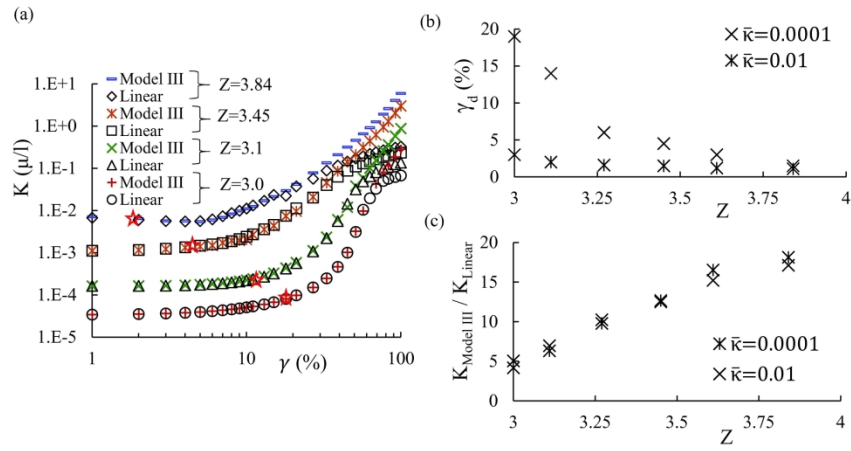 (a)
K (μ/l)
1.E+1
1.E+0
1.E-1
1.E-2
1.E-3
1.E-4
1.E-5
Model III
Linear
Z=3.84
Model III
Linear
Z=3.45
Model III
Linear
Z=3.1
Model III
Linear
Z=3.0
1 10 100
γ (%)
(b)
γd (%)
20
15
10
5
0
κ̄=0.0001
κ̄=0.01
3 3.25 3.5 3.75 4
Z
(c)
K Model III / K Linear
20
15
10
5
0
κ̄=0.0001
κ̄=0.01
3 3.25 3.5 3.75 4
Z